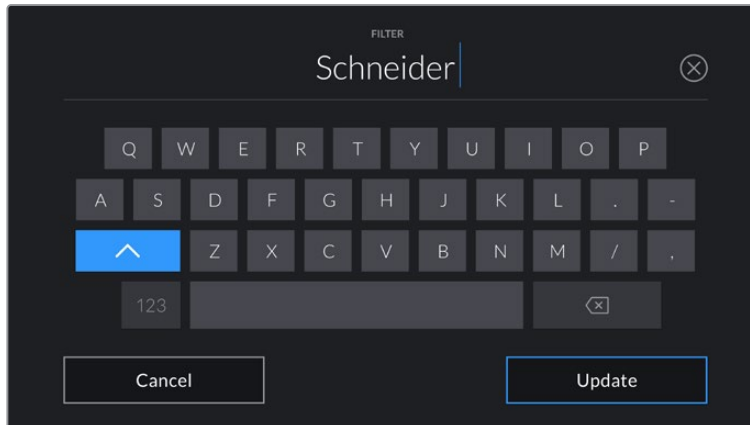 FILTER
Schneider
Q W E R T Y U I O P
A S D F G H J K L . -
Z X C V B N M / ,
123
Cancel Update